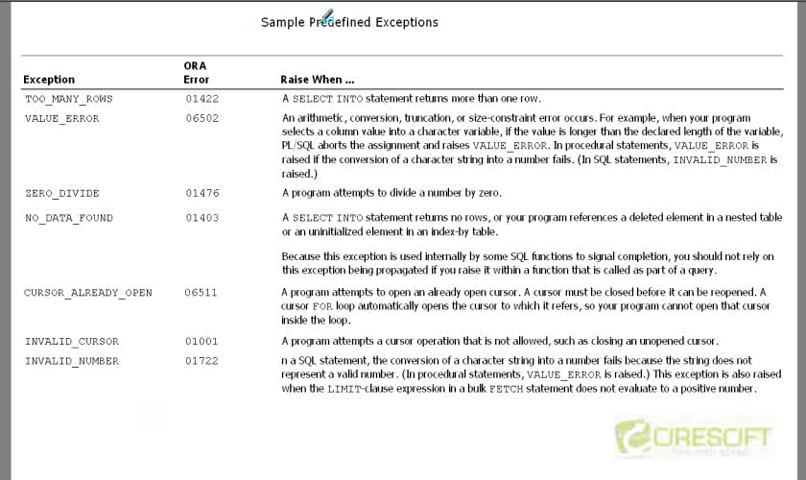 Sample Predefined Exceptions
Exception ORA Error Raise When ...
TOO_MANY_ROWS 01422 A SELECT INTO statement returns more than one row.
VALUE_ERROR 06502 An arithmetic, conversion, truncation, or size-constraint error occurs. For example, when your program
selects a column value into a character variable, if the value is longer than the declared length of the variable,
PL/SQL aborts the assignment and raises VALUE_ERROR. In procedural statements, VALUE_ERROR is
raised if the conversion of a character string into a number fails. (In SQL statements, INVALID_NUMBER is
raised.)
ZERO_DIVIDE 01476 A program attempts to divide a number by zero.
NO_DATA_FOUND 01403 A SELECT INTO statement returns no rows, or your program references a deleted element in a nested table
or an uninitialized element in an index-by table.
Because this exception is used internally by some SQL functions to signal completion, you should not rely on
this exception being propagated if you raise it within a function that is called as part of a query.
CURSOR_ALREADY_OPEN 06511 A program attempts to open an already open cursor. A cursor must be closed before it can be reopened. A
cursor FOR loop automatically opens the cursor to which it refers, so your program cannot open that cursor
inside the loop.
INVALID_CURSOR 01001 A program attempts a cursor operation that is not allowed, such as closing an unopened cursor.
INVALID_NUMBER 01722 n a SQL statement, the conversion of a character string into a number fails because the string does not
represent a valid number. (In procedural statements, VALUE_ERROR is raised.) This exception is also raised
when the LIMIT-clause expression in a bulk FETCH statement does not evaluate to a positive number.